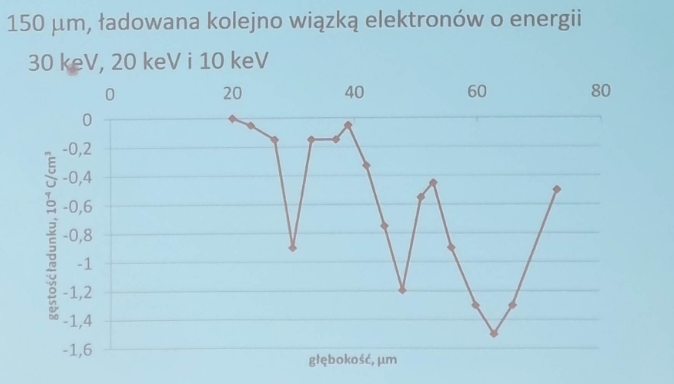 150 μm, ładowana kolejno wiązką elektronów o energii
30 keV, 20 keV i 10 keV
0 20 40 60 80
0
-0,2
-0,4
-0,6
-0,8
-1
-1,2
-1,4
-1,6
gęstość ładunku, 10⁻⁴ C/cm³
głębokość, μm